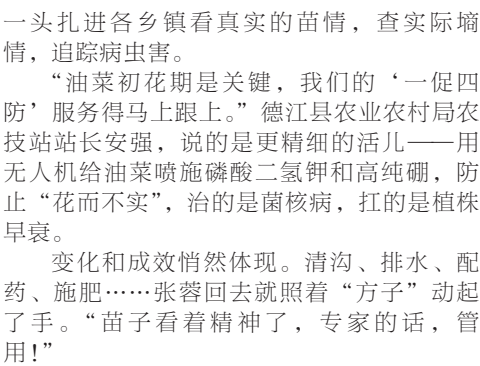 一头扎进各乡镇看真实的苗情，查实际墒
情，追踪病虫害。
“油菜初花期是关键，我们的‘一促四
防’服务得马上跟上。”德江县农业农村局农
技站站长安强，说的是更精细的活儿——用
无人机给油菜喷施磷酸二氢钾和高纯硼，防
止“花而不实”，治的是菌核病，扛的是植株
早衰。
变化和成效悄然体现。清沟、排水、配
药、施肥……张蓉回去就照着“方子”动起
了手。“苗子看着精神了，专家的话，管
用！”